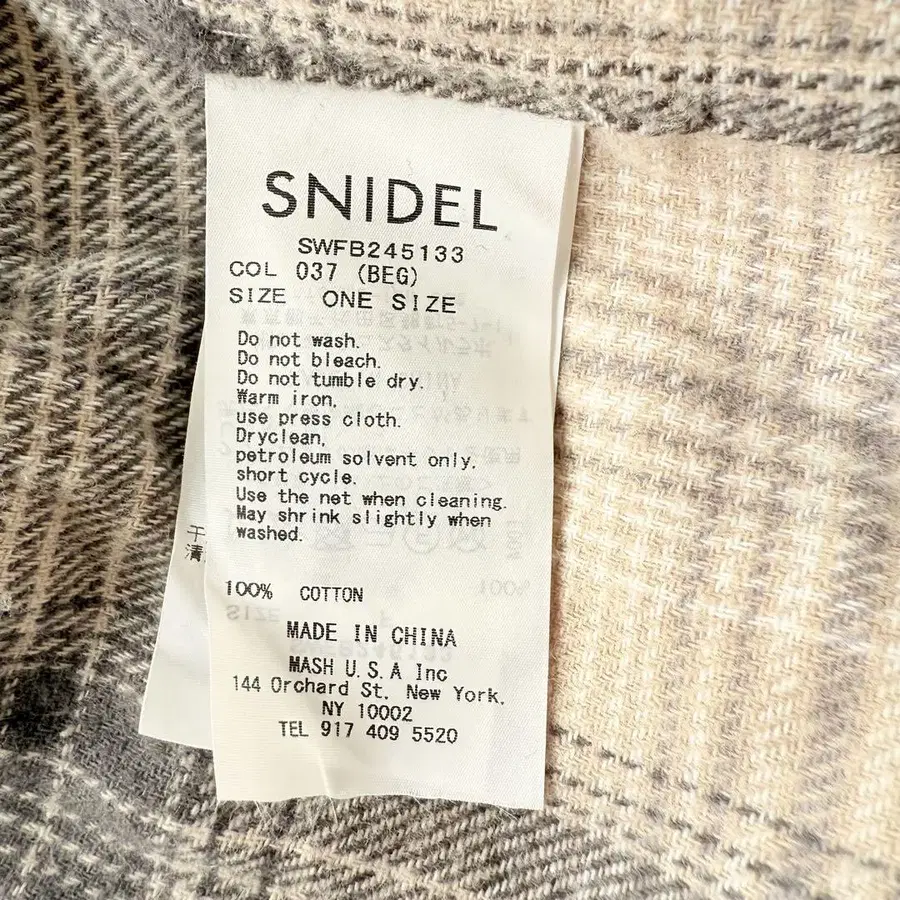 SNIDEL
SWFB245133
COL 037 (BEG)
SIZE ONE SIZE
Do not wash.
Do not bleach.
Do not tumble dry.
Warm iron,
use press cloth.
Dryclean,
petroleum solvent only,
short cycle.
Use the net when cleaning.
May shrink slightly when
washed.
100% COTTON
MADE IN CHINA
MASH U.S.A Inc
144 Orchard St. New York,
NY 10002
TEL 917 409 5520
干
清